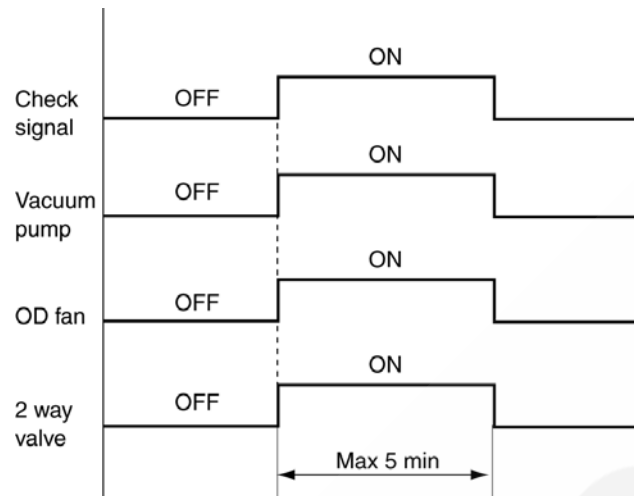 ON
Check
signal
OFF
ON
Vacuum
pump
OFF
ON
OD fan
OFF
ON
2 way
valve
OFF
Max 5 min